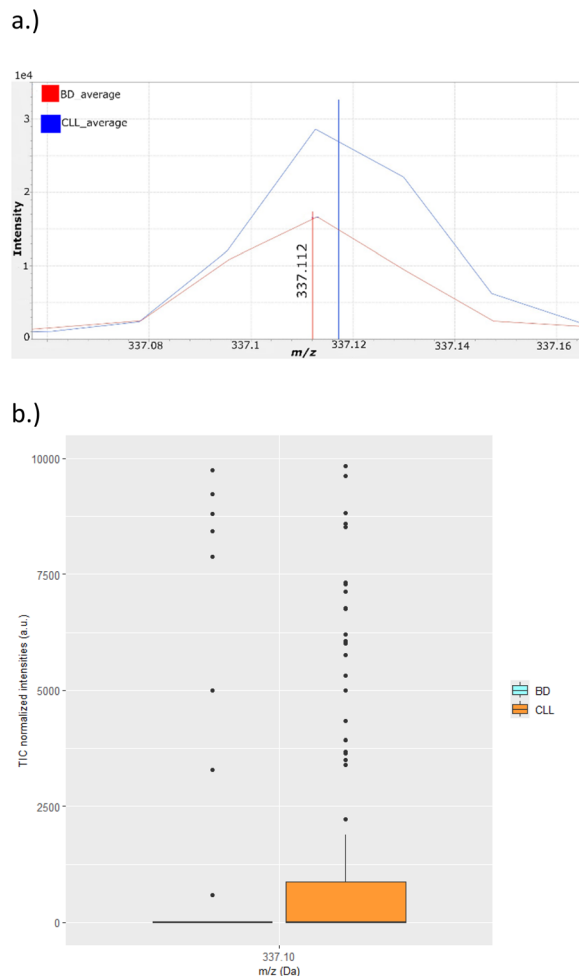 a.)
1e4
BD_average
CLL_average
3
2
1
0
Intensity
337.112
337.08
337.1
337.12
337.14
337.16
m/z
b.)
10000
7500
5000
2500
0
TIC normalized intensities (a.u.)
BD
CLL
337.10
m/z (Da)